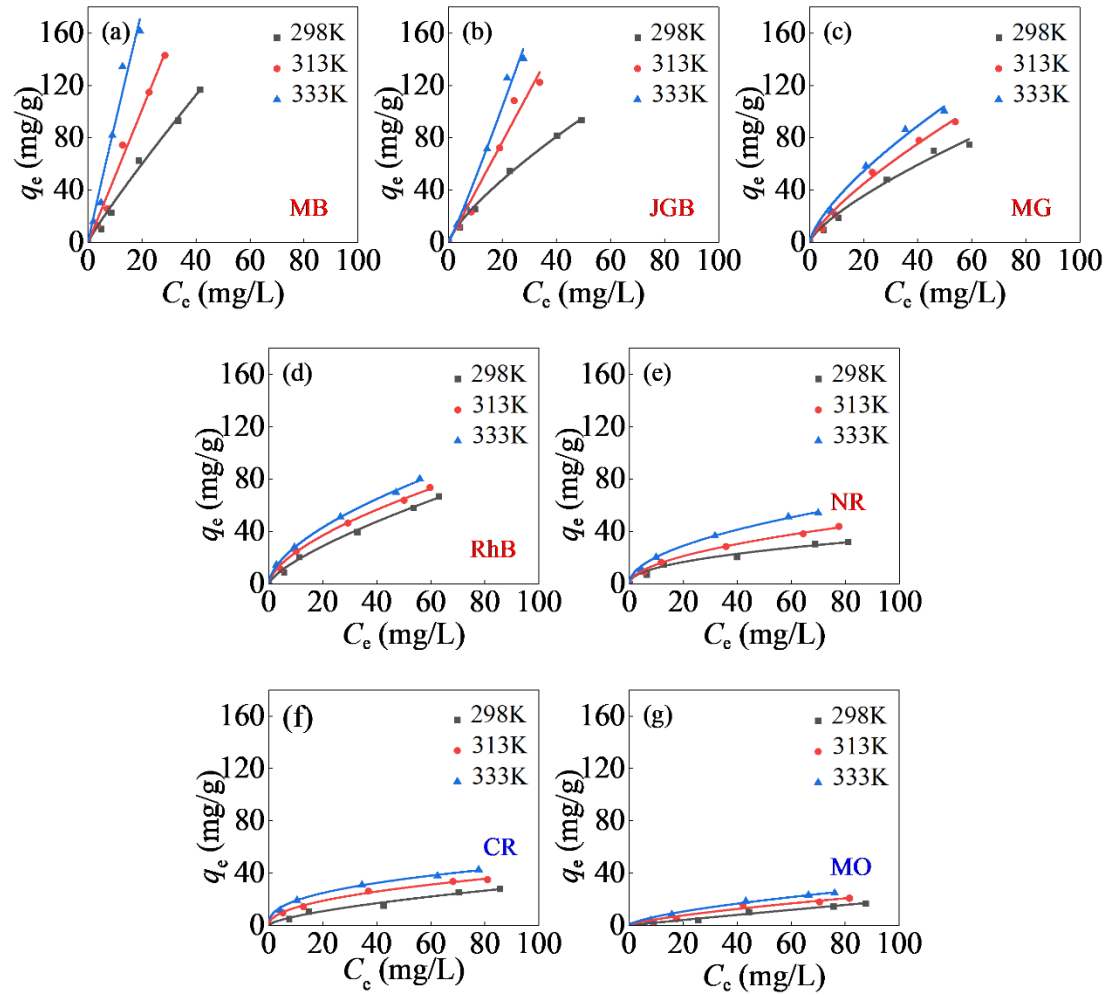 (a)
298K
313K
333K
MB
160
120
80
40
0
0 20 40 60 80 100
qe (mg/g)
Ce (mg/L)
(b)
298K
313K
333K
JGB
160
120
80
40
0
0 20 40 60 80 100
qe (mg/g)
Ce (mg/L)
(c)
298K
313K
333K
MG
160
120
80
40
0
0 20 40 60 80 100
qe (mg/g)
Ce (mg/L)
(d)
298K
313K
333K
RhB
160
120
80
40
0
0 20 40 60 80 100
qe (mg/g)
Ce (mg/L)
(e)
298K
313K
333K
NR
160
120
80
40
0
0 20 40 60 80 100
qe (mg/g)
Ce (mg/L)
(f)
298K
313K
333K
CR
160
120
80
40
0
0 20 40 60 80 100
qe (mg/g)
Ce (mg/L)
(g)
298K
313K
333K
MO
160
120
80
40
0
0 20 40 60 80 100
qe (mg/g)
Ce (mg/L)